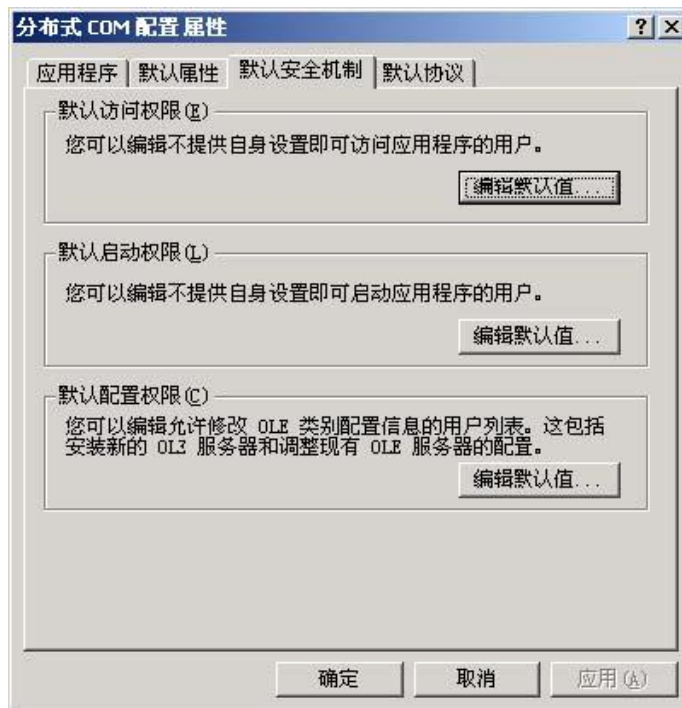 分布式 COM 配置属性
应用程序 默认属性 默认安全机制 默认协议
默认访问权限(E)
您可以编辑不提供自身设置即可访问应用程序的用户。
编辑默认值...
默认启动权限(L)
您可以编辑不提供自身设置即可启动应用程序的用户。
编辑默认值...
默认配置权限(C)
您可以编辑允许修改 OLE 类别配置信息的用户列表。这包括
安装新的 OLE 服务器和调整现有 OLE 服务器的配置。
编辑默认值...
确定 取消 应用(A)